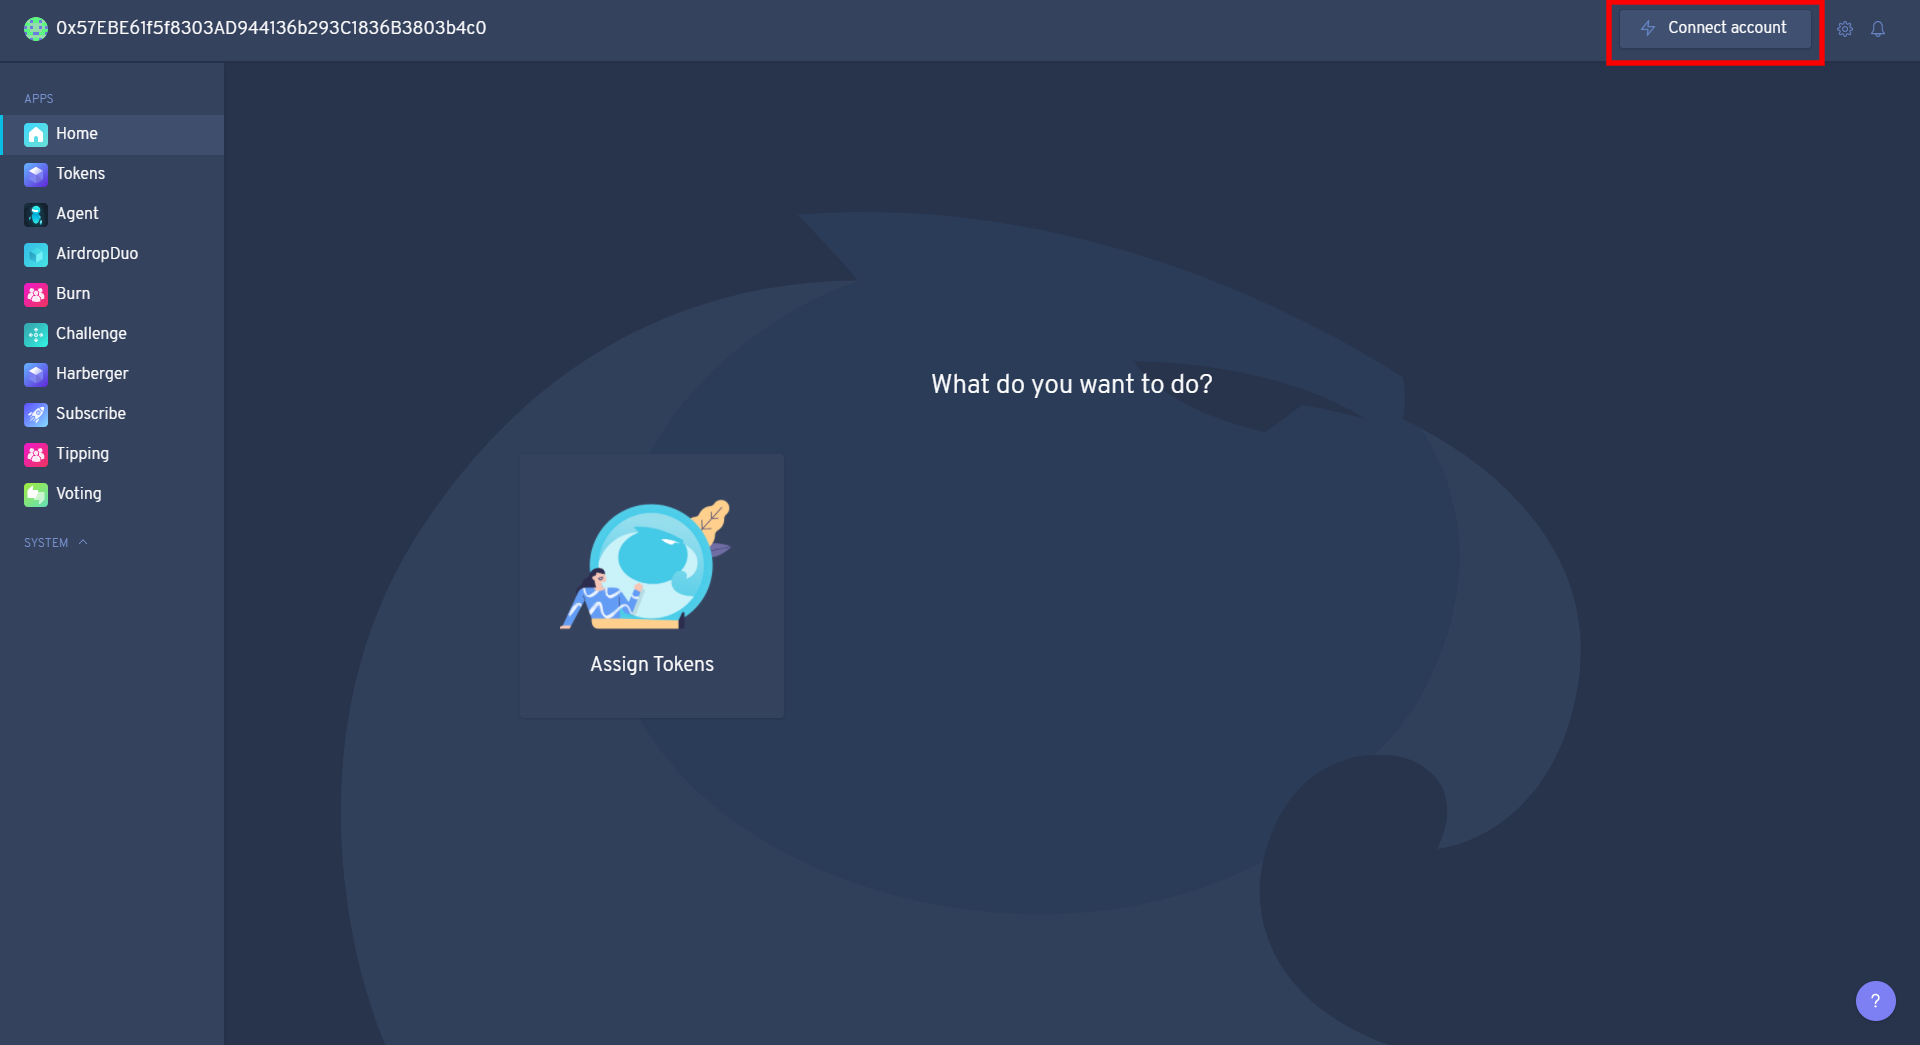 0x57EBE61f5f8303AD944136b293C1836B3803b4c0
Connect account
APPS
Home
Tokens
Agent
AirdropDuo
Burn
Challenge
Harberger
Subscribe
Tipping
Voting
SYSTEM
What do you want to do?
Assign Tokens
?